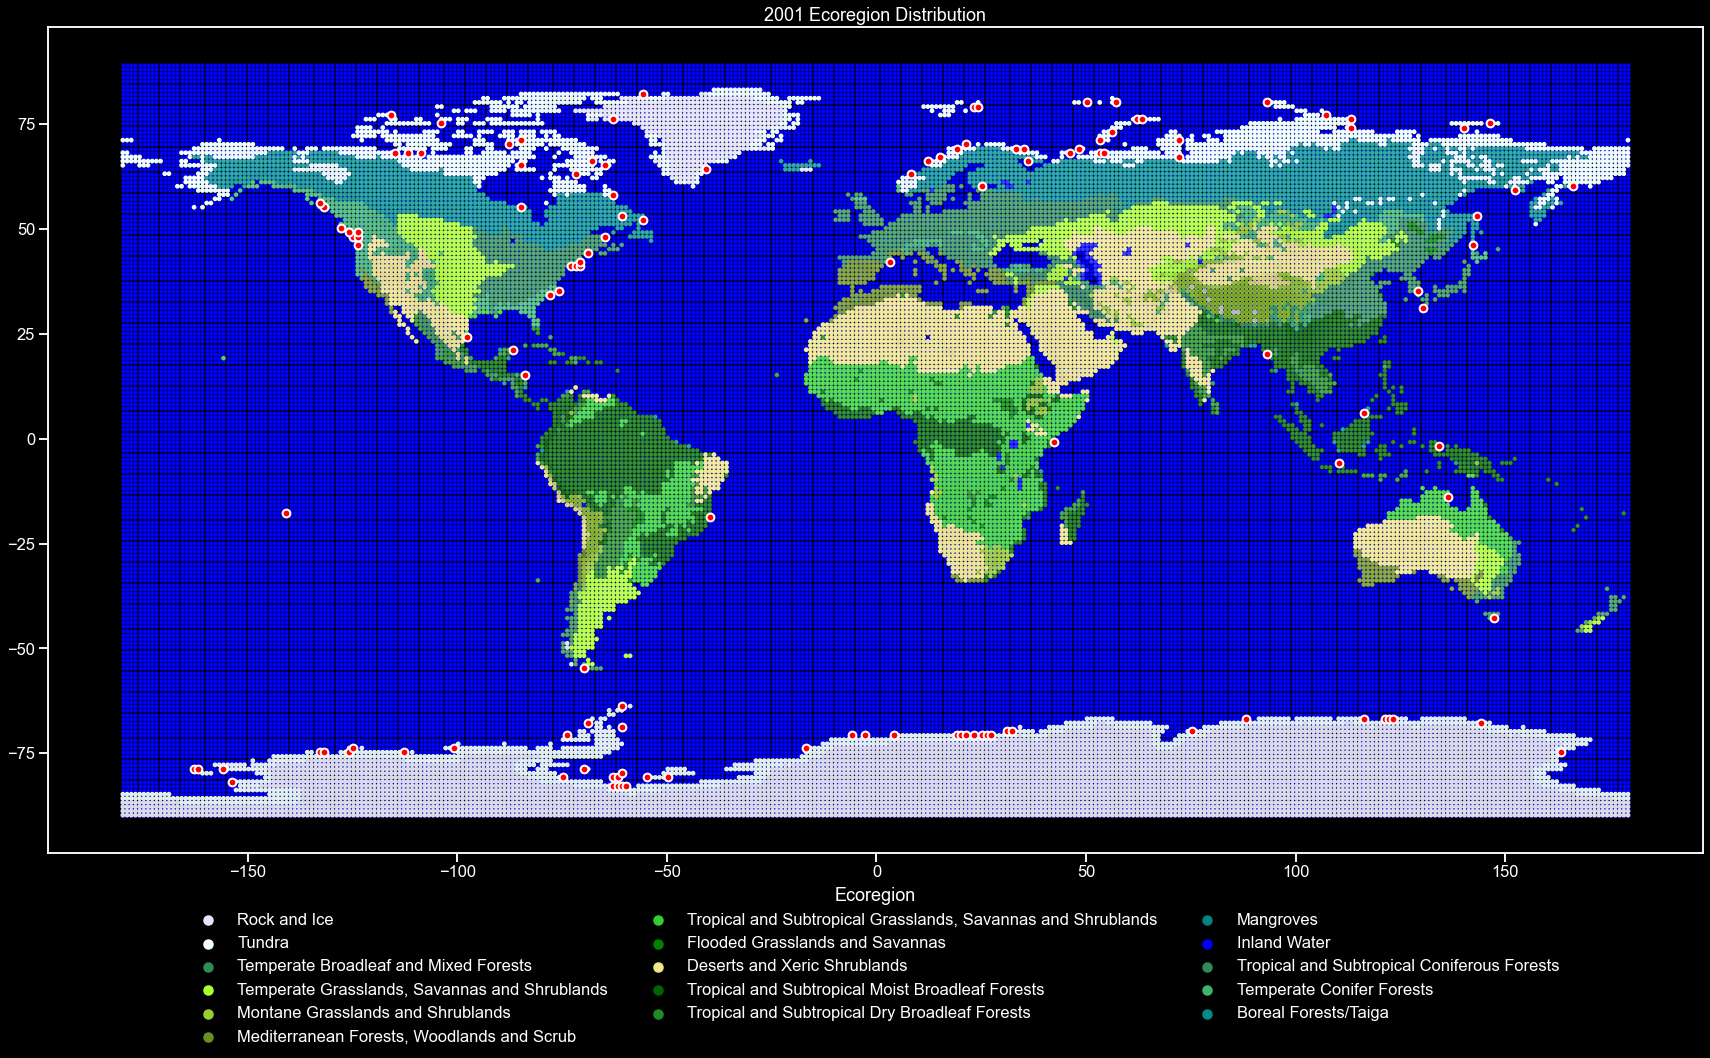 2001 Ecoregion Distribution
75
50
25
0
−25
−50
−75
−150
−100
−50
0
50
100
150
Ecoregion
Rock and Ice
Tundra
Temperate Broadleaf and Mixed Forests
Temperate Grasslands, Savannas and Shrublands
Montane Grasslands and Shrublands
Mediterranean Forests, Woodlands and Scrub
Tropical and Subtropical Grasslands, Savannas and Shrublands
Flooded Grasslands and Savannas
Deserts and Xeric Shrublands
Tropical and Subtropical Moist Broadleaf Forests
Tropical and Subtropical Dry Broadleaf Forests
Mangroves
Inland Water
Tropical and Subtropical Coniferous Forests
Temperate Conifer Forests
Boreal Forests/Taiga